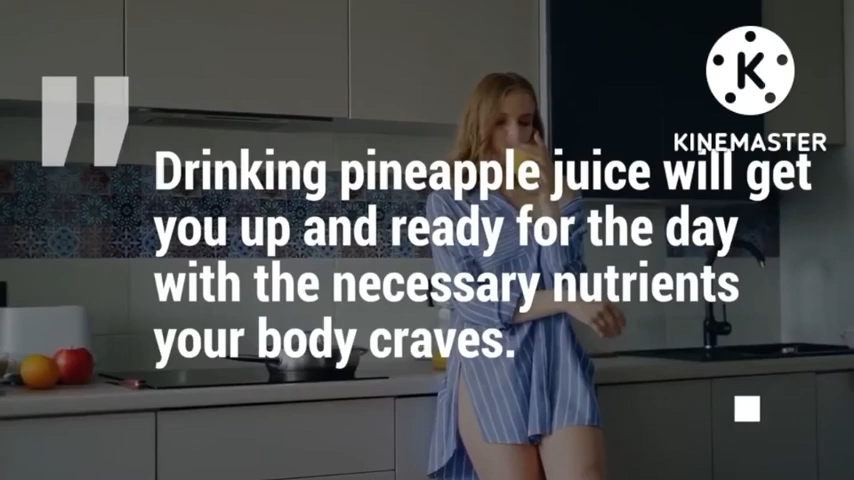 K
KINEMASTER
"
Drinking pineapple juice will get
you up and ready for the day
with the necessary nutrients
your body craves.